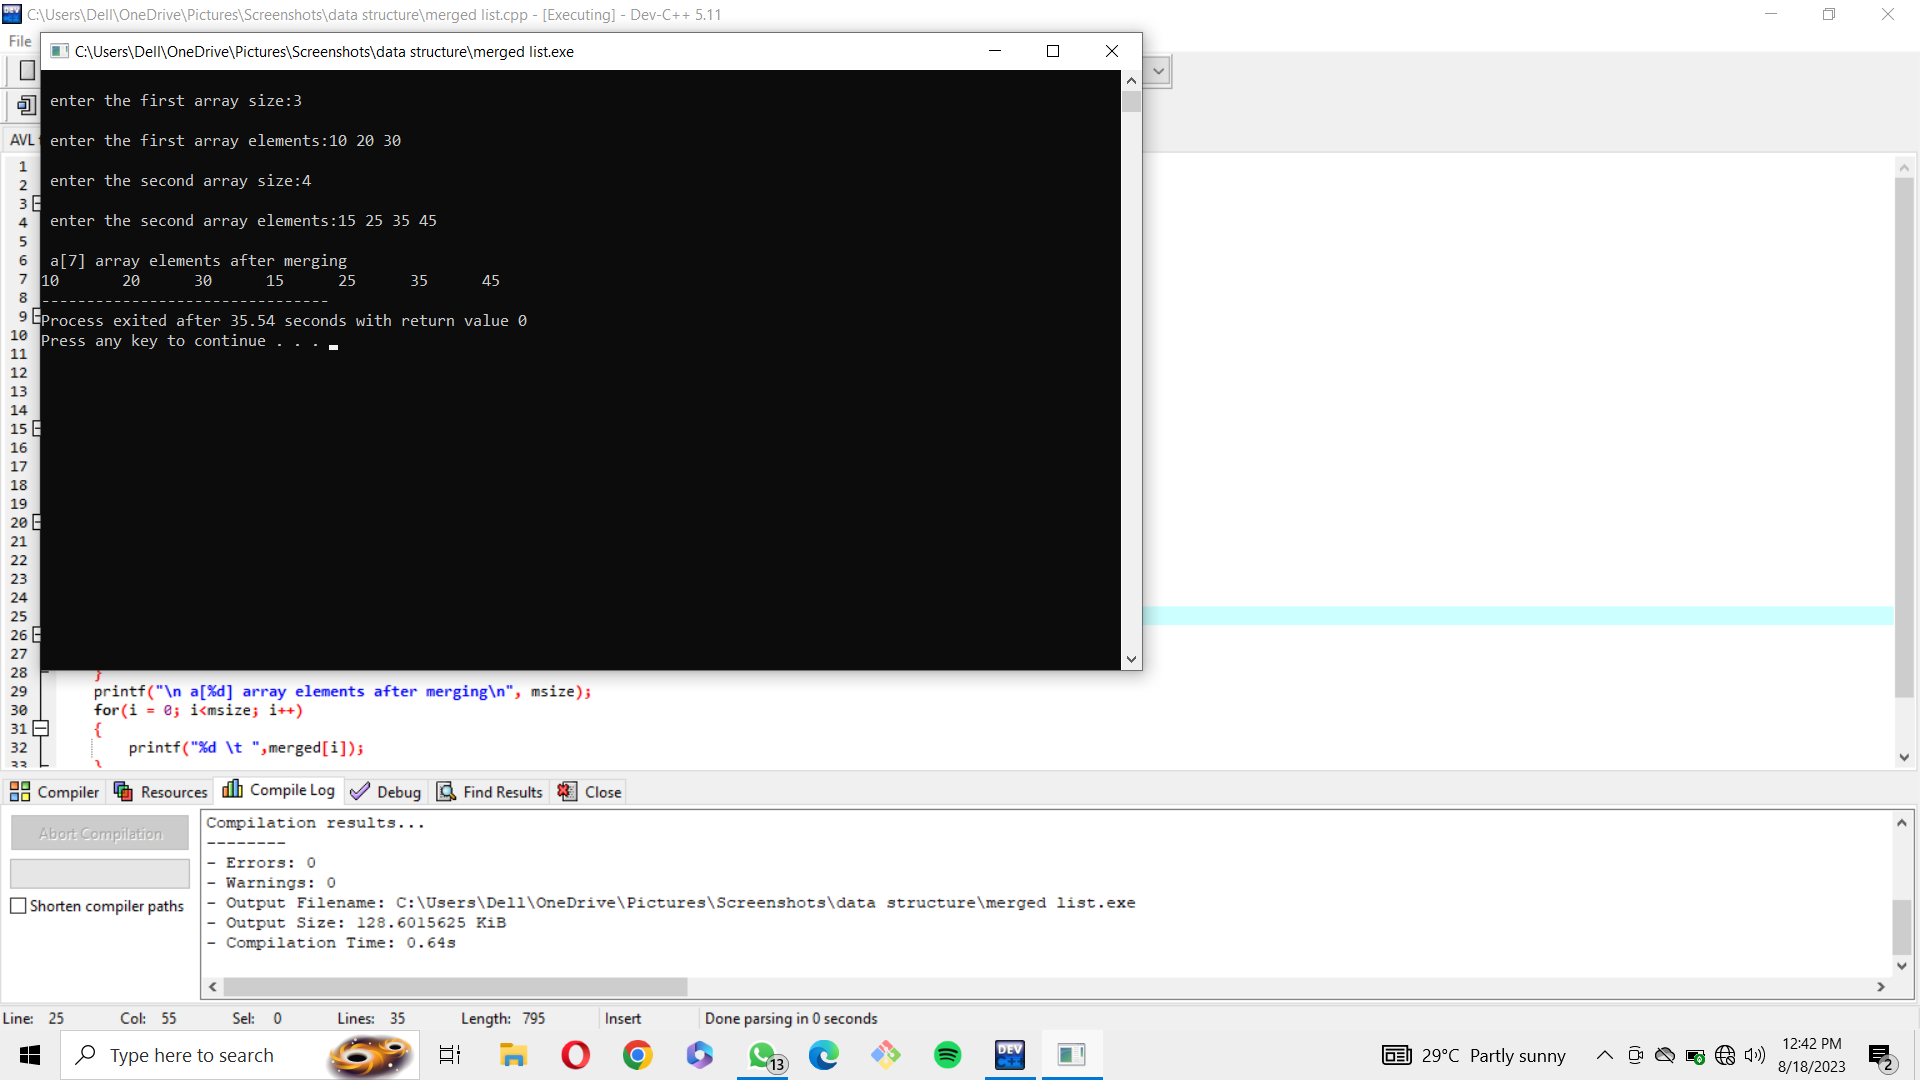 C:\Users\Dell\OneDrive\Pictures\Screenshots\data structure\merged list.cpp - [Executing] - Dev-C++ 5.11
File
C:\Users\Dell\OneDrive\Pictures\Screenshots\data structure\merged list.exe
enter the first array size:3
enter the first array elements:10 20 30
enter the second array size:4
enter the second array elements:15 25 35 45
a[7] array elements after merging
10 20 30 15 25 35 45
--------------------------------
Process exited after 35.54 seconds with return value 0
Press any key to continue . . .
AVL
1
2
3
4
5
6
7
8
9
10
11
12
13
14
15
16
17
18
19
20
21
22
23
24
25
26
27
28 }
29 printf("\n a[%d] array elements after merging\n", msize);
30 for(i = 0; i<msize; i++)
31 {
32 printf("%d \t ",merged[i]);
33 }
Compiler Resources Compile Log Debug Find Results Close
Abort Compilation
Shorten compiler paths
Compilation results...
--------
- Errors: 0
- Warnings: 0
- Output Filename: C:\Users\Dell\OneDrive\Pictures\Screenshots\data structure\merged list.exe
- Output Size: 128.6015625 KiB
- Compilation Time: 0.64s
Line: 25 Col: 55 Sel: 0 Lines: 35 Length: 795 Insert Done parsing in 0 seconds
Type here to search
13
DEV C++
29°C Partly sunny
12:42 PM
8/18/2023
2